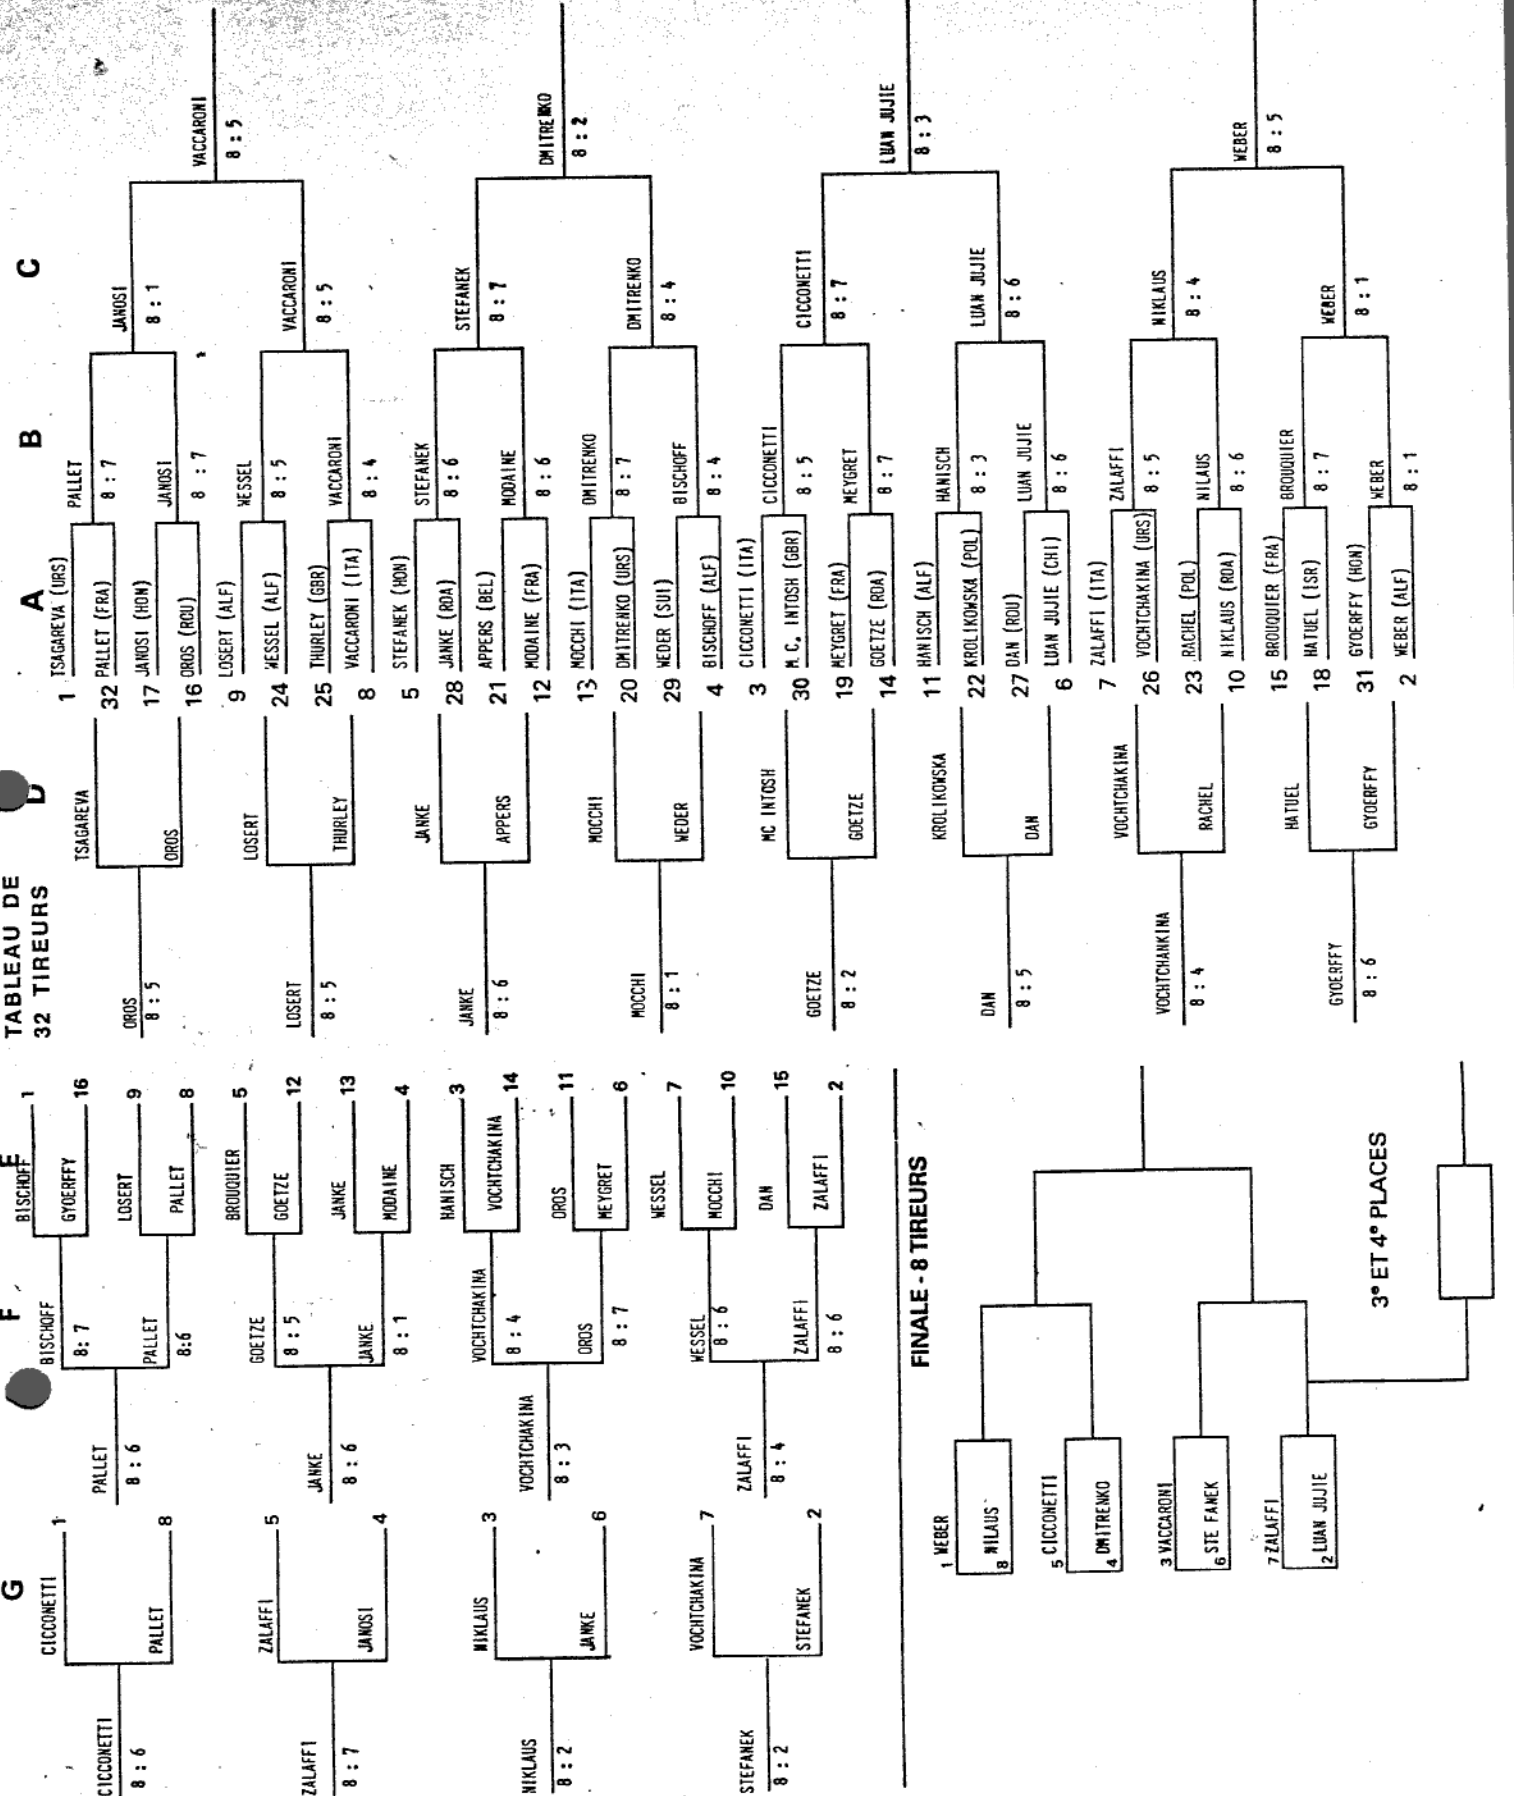 TABLEAU DE
32 TIREURS
A
1 TSAGAREVA (URS)
32 PALLET (FRA)
17 JANOSI (HON)
16 OROS (ROU)
9 LOSERT (ALF)
24 WESSEL (ALF)
25 THURLEY (GBR)
8 VACCARONI (ITA)
5 STEFANEK (HON)
28 JANKE (RDA)
21 APPERS (BEL)
12 MODAINE (FRA)
13 MOCCHI (ITA)
20 DMITRENKO (URS)
29 WEDER (SUI)
4 BISCHOFF (ALF)
3 CICCONETTI (ITA)
30 M.C. INTOSH (GBR)
19 MEYGRET (FRA)
14 GOETZE (RDA)
11 HANISCH (ALF)
22 KROLIKOWSKA (POL)
27 DAN (ROU)
6 LUAN JUJIE (CHI)
7 ZALAFFI (ITA)
26 VOCHTCHAKINA (URS)
23 RACHEL (POL)
10 NIKLAUS (RDA)
15 BROUQUIER (FRA)
18 HATUEL (ISR)
31 GYOERFFY (HON)
2 WEBER (ALF)
B
PALLET
8 : 7
JANOSI
8 : 7
WESSEL
8 : 5
VACCARONI
8 : 4
STEFANEK
8 : 6
MODAINE
8 : 6
DMITRENKO
8 : 7
BISCHOFF
8 : 4
CICCONETTI
8 : 5
MEYGRET
8 : 7
HANISCH
8 : 3
LUAN JUJIE
8 : 6
ZALAFFI
8 : 5
NILAUS
8 : 6
BROUQUIER
8 : 7
WEBER
8 : 1
C
JANOSI
8 : 1
VACCARONI
8 : 5
STEFANEK
8 : 7
DMITRENKO
8 : 4
CICCONETTI
8 : 7
LUAN JUJIE
8 : 6
NIKLAUS
8 : 4
WEBER
8 : 1
VACCARONI
8 : 5
DMITRENKO
8 : 2
LUAN JUJIE
8 : 3
WEBER
8 : 5
D
TSAGAREVA
OROS
LOSERT
THURLEY
JANKE
APPERS
MOCCHI
WEDER
MC INTOSH
GOETZE
KROLIKOWSKA
DAN
VOCHTCHAKINA
RACHEL
HATUEL
GYOERFFY
OROS
8 : 5
LOSERT
8 : 5
JANKE
8 : 6
MOCCHI
8 : 1
GOETZE
8 : 2
DAN
8 : 5
VOCHTCHANKINA
8 : 4
GYOERFFY
8 : 6
E
BISCHOFF 1
GYOERFFY 16
LOSERT 9
PALLET 8
BROUQUIER 5
GOETZE 12
JANKE 13
MODAINE 4
HANISCH 3
VOCHTCHAKINA 14
OROS 11
MEYGRET 6
WESSEL 7
MOCCHI 10
DAN 15
ZALAFFI 2
F
BISCHOFF
8: 7
PALLET
8:6
GOETZE
8 : 5
JANKE
8 : 1
VOCHTCHAKINA
8 : 4
OROS
8 : 7
WESSEL
8 : 6
ZALAFFI
8 : 6
PALLET
8 : 6
JANKE
8 : 6
VOCHTCHAKINA
8 : 3
ZALAFFI
8 : 4
G
CICCONETTI 1
PALLET 8
ZALAFFI 5
JANOSI 4
NIKLAUS 3
JANKE 6
VOCHTCHAKINA 7
STEFANEK 2
CICCONETTI
8 : 6
ZALAFFI
8 : 7
NIKLAUS
8 : 2
STEFANEK
8 : 2
FINALE - 8 TIREURS
1 WEBER
8 NILAUS
5 CICCONETTI
4 DMITRENKO
3 VACCARONI
6 STE FANEK
7 ZALAFFI
2 LUAN JUJIE
3e ET 4e PLACES